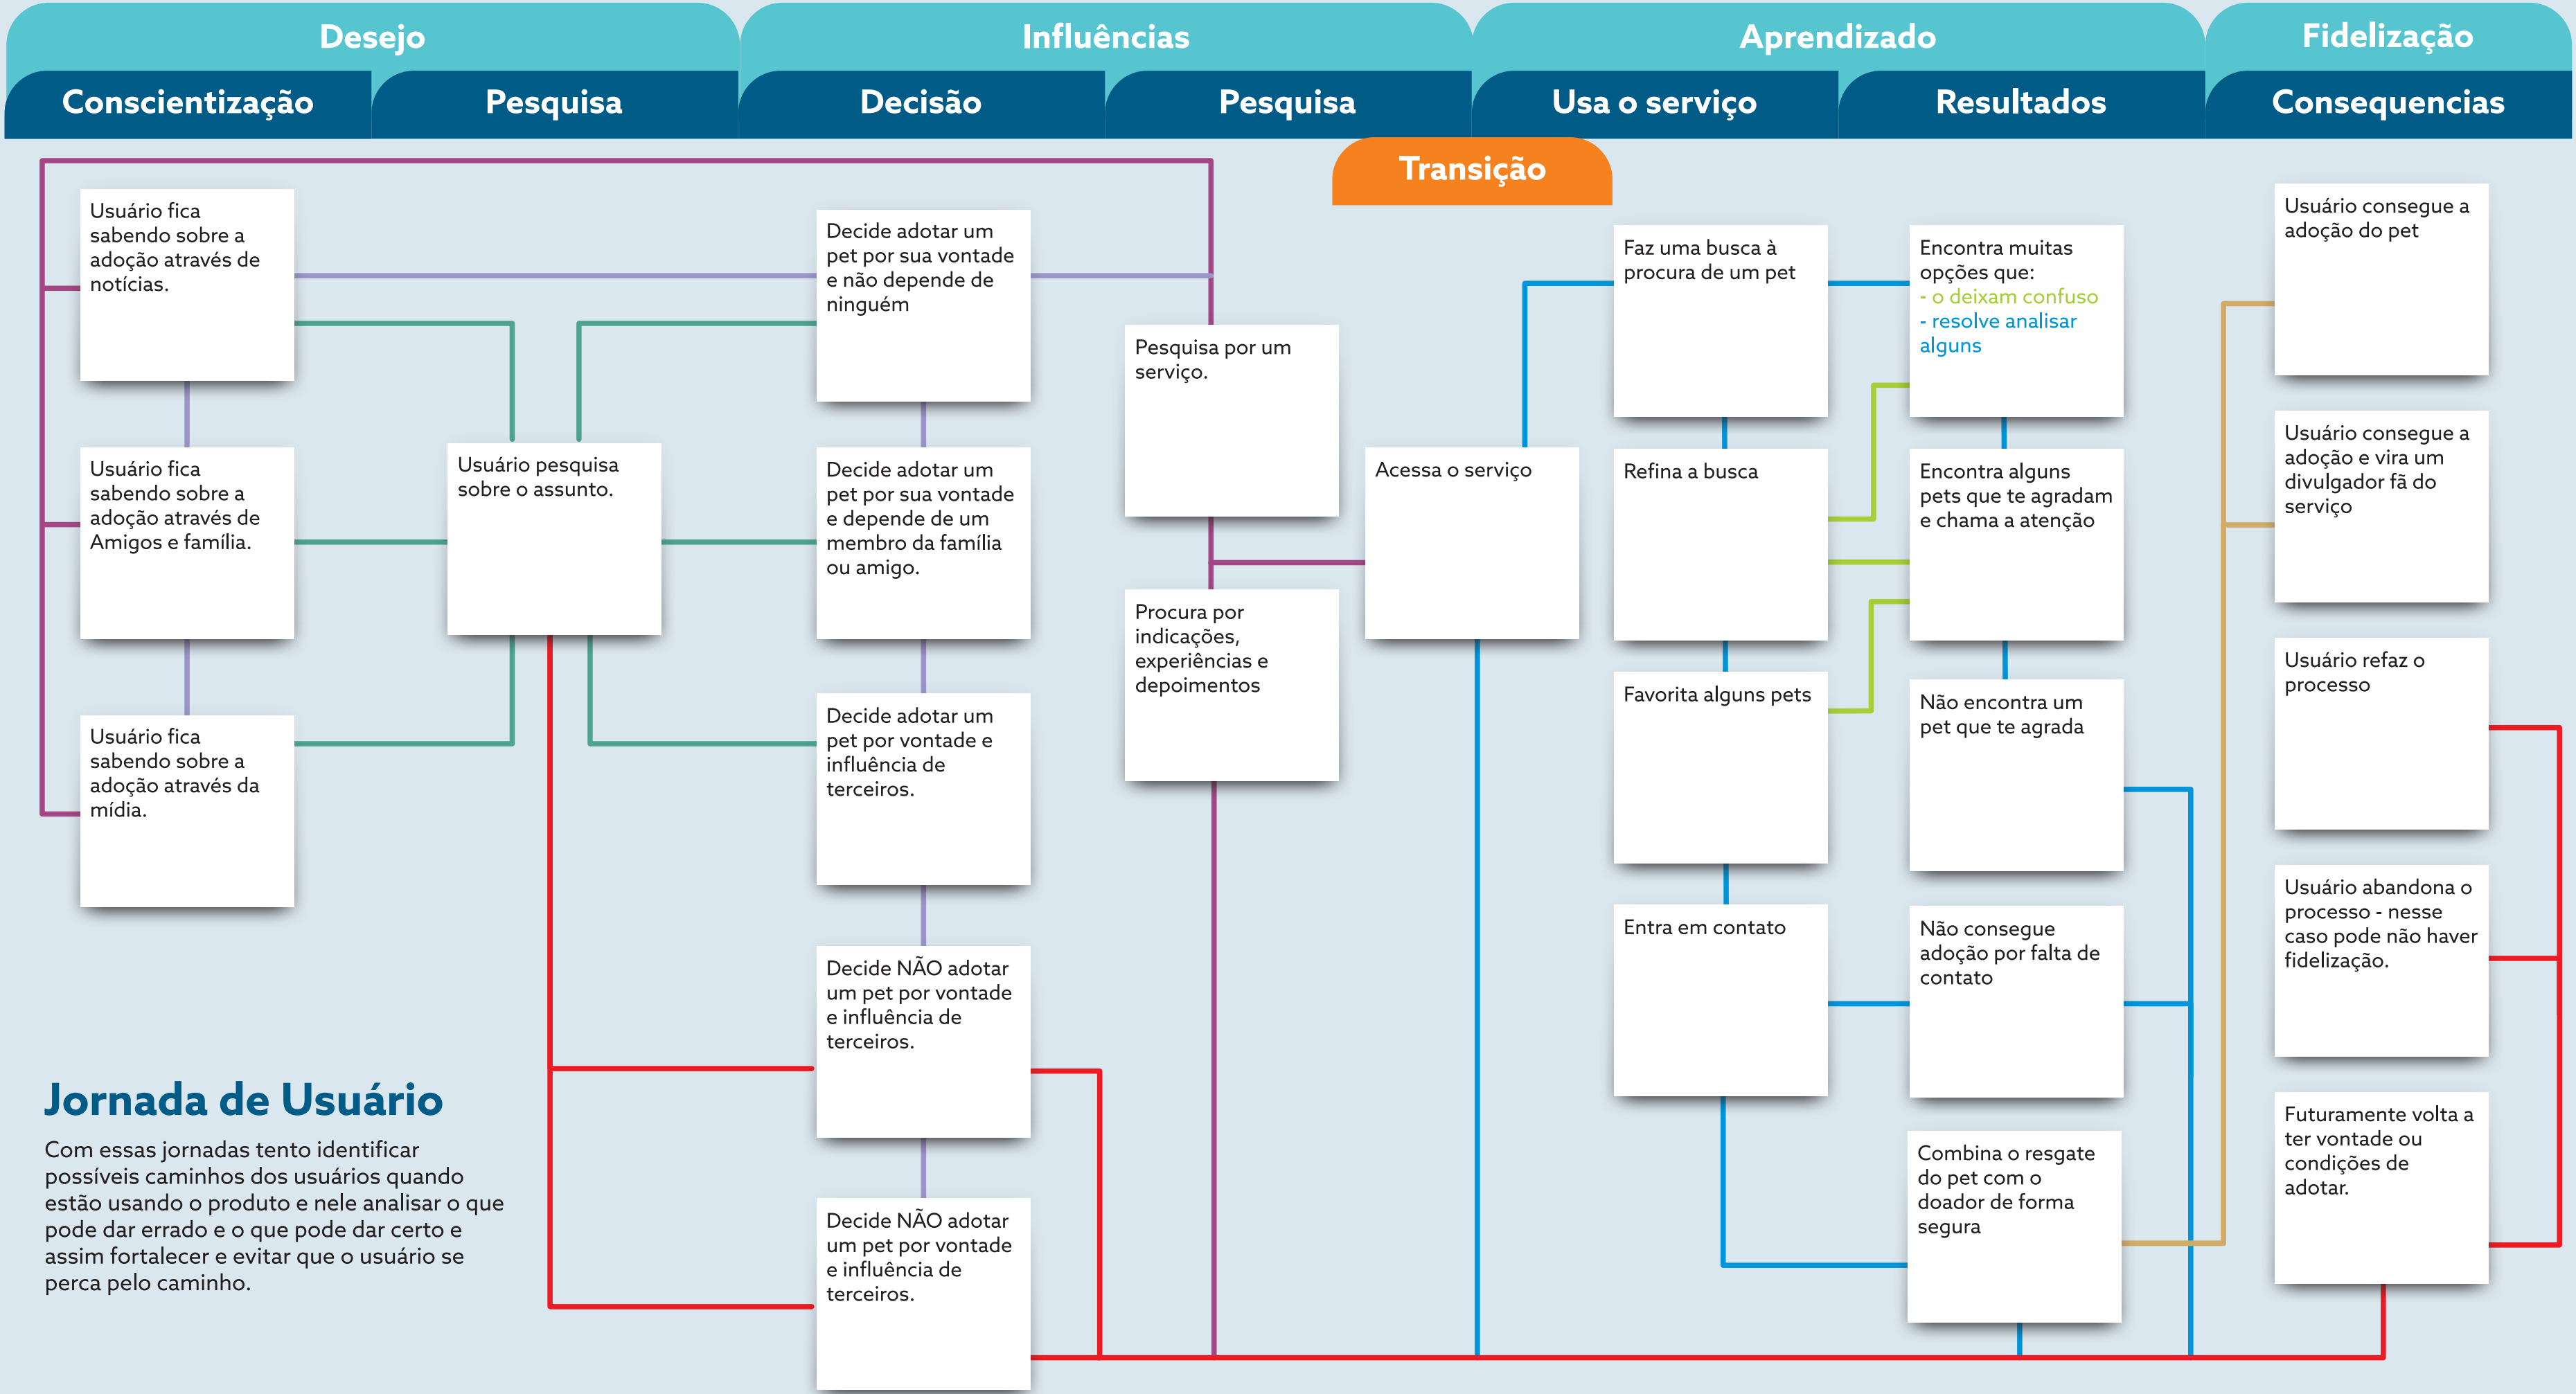 Desejo
Influências
Aprendizado
Fidelização
Conscientização
Pesquisa
Decisão
Pesquisa
Usa o serviço
Resultados
Consequencias
Transição
Usuário fica
sabendo sobre a
adoção através de
notícias.
Usuário fica
sabendo sobre a
adoção através de
Amigos e família.
Usuário fica
sabendo sobre a
adoção através da
mídia.
Usuário pesquisa
sobre o assunto.
Decide adotar um
pet por sua vontade
e não depende de
ninguém
Decide adotar um
pet por sua vontade
e depende de um
membro da família
ou amigo.
Decide adotar um
pet por vontade e
influência de
terceiros.
Decide NÃO adotar
um pet por vontade
e influência de
terceiros.
Decide NÃO adotar
um pet por vontade
e influência de
terceiros.
Pesquisa por um
serviço.
Procura por
indicações,
experiências e
depoimentos
Acessa o serviço
Faz uma busca à
procura de um pet
Refina a busca
Favorita alguns pets
Entra em contato
Encontra muitas
opções que:
- o deixam confuso
- resolve analisar
alguns
Encontra alguns
pets que te agradam
e chama a atenção
Não encontra um
pet que te agrada
Não consegue
adoção por falta de
contato
Combina o resgate
do pet com o
doador de forma
segura
Usuário consegue a
adoção do pet
Usuário consegue a
adoção e vira um
divulgador fã do
serviço
Usuário refaz o
processo
Usuário abandona o
processo - nesse
caso pode não haver
fidelização.
Futuramente volta a
ter vontade ou
condições de
adotar.
Jornada de Usuário
Com essas jornadas tento identificar
possíveis caminhos dos usuários quando
estão usando o produto e nele analisar o que
pode dar errado e o que pode dar certo e
assim fortalecer e evitar que o usuário se
perca pelo caminho.